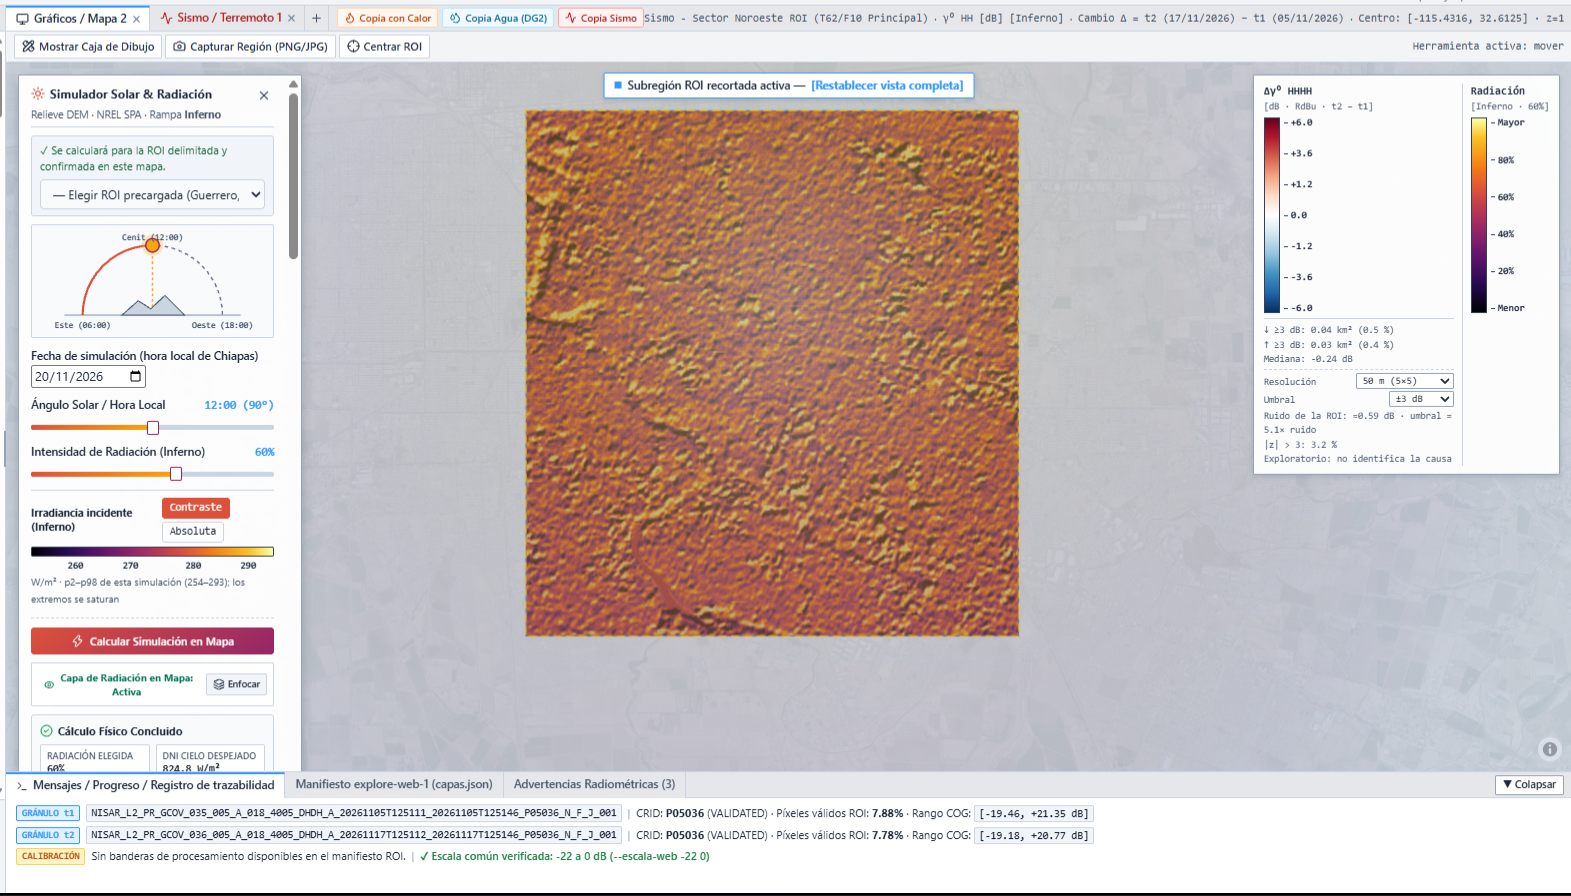 Gráficos / Mapa 2 ×
Sismo / Terremoto 1 ×
+
Copia con Calor
Copia Agua (DG2)
Copia Sismo
Sismo - Sector Noroeste ROI (T62/F10 Principal) · γ⁰ HH [dB] [Inferno] · Cambio Δ = t2 (17/11/2026) − t1 (05/11/2026) · Centro: [-115.4316, 32.6125] · z=1
Mostrar Caja de Dibujo
Capturar Región (PNG/JPG)
Centrar ROI
Herramienta activa: mover
Simulador Solar & Radiación
Relieve DEM · NREL SPA · Rampa Inferno
✓ Se calculará para la ROI delimitada y
confirmada en este mapa.
— Elegir ROI precargada (Guerrero,
Cenit (12:00)
Este (06:00)
Oeste (18:00)
Fecha de simulación (hora local de Chiapas)
20/11/2026
Ángulo Solar / Hora Local
12:00 (90°)
Intensidad de Radiación (Inferno)
60%
Irradiancia incidente
(Inferno)
Contraste
Absoluta
260 270 280 290
W/m² · p2–p98 de esta simulación (254–293); los
extremos se saturan
Calcular Simulación en Mapa
Capa de Radiación en Mapa:
Activa
Enfocar
Cálculo Físico Concluido
RADIACIÓN ELEGIDA
60%
DNI CIELO DESPEJADO
824.8 W/m²
Subregión ROI recortada activa — [Restablecer vista completa]
Δγ⁰ HHHH
[dB · RdBu · t2 − t1]
+6.0
+3.6
+1.2
0.0
-1.2
-3.6
-6.0
Radiación
[Inferno · 60%]
Mayor
80%
60%
40%
20%
Menor
↓ ≥3 dB: 0.04 km² (0.5 %)
↑ ≥3 dB: 0.03 km² (0.4 %)
Mediana: -0.24 dB
Resolución
50 m (5×5)
Umbral
±3 dB
Ruido de la ROI: ≈0.59 dB · umbral =
5.1× ruido
|z| > 3: 3.2 %
Exploratorio: no identifica la causa
Mensajes / Progreso / Registro de trazabilidad
Manifiesto explore-web-1 (capas.json)
Advertencias Radiométricas (3)
▼ Colapsar
GRÁNULO t1
NISAR_L2_PR_GCOV_035_005_A_018_4005_DHDH_A_20261105T125111_20261105T125146_P05036_N_F_J_001 | CRID: P05036 (VALIDATED) · Píxeles válidos ROI: 7.88% · Rango COG: [-19.46, +21.35 dB]
GRÁNULO t2
NISAR_L2_PR_GCOV_036_005_A_018_4005_DHDH_A_20261117T125112_20261117T125146_P05036_N_F_J_001 | CRID: P05036 (VALIDATED) · Píxeles válidos ROI: 7.78% · Rango COG: [-19.18, +20.77 dB]
CALIBRACIÓN
Sin banderas de procesamiento disponibles en el manifiesto ROI. | ✓ Escala común verificada: -22 a 0 dB (--escala-web -22 0)